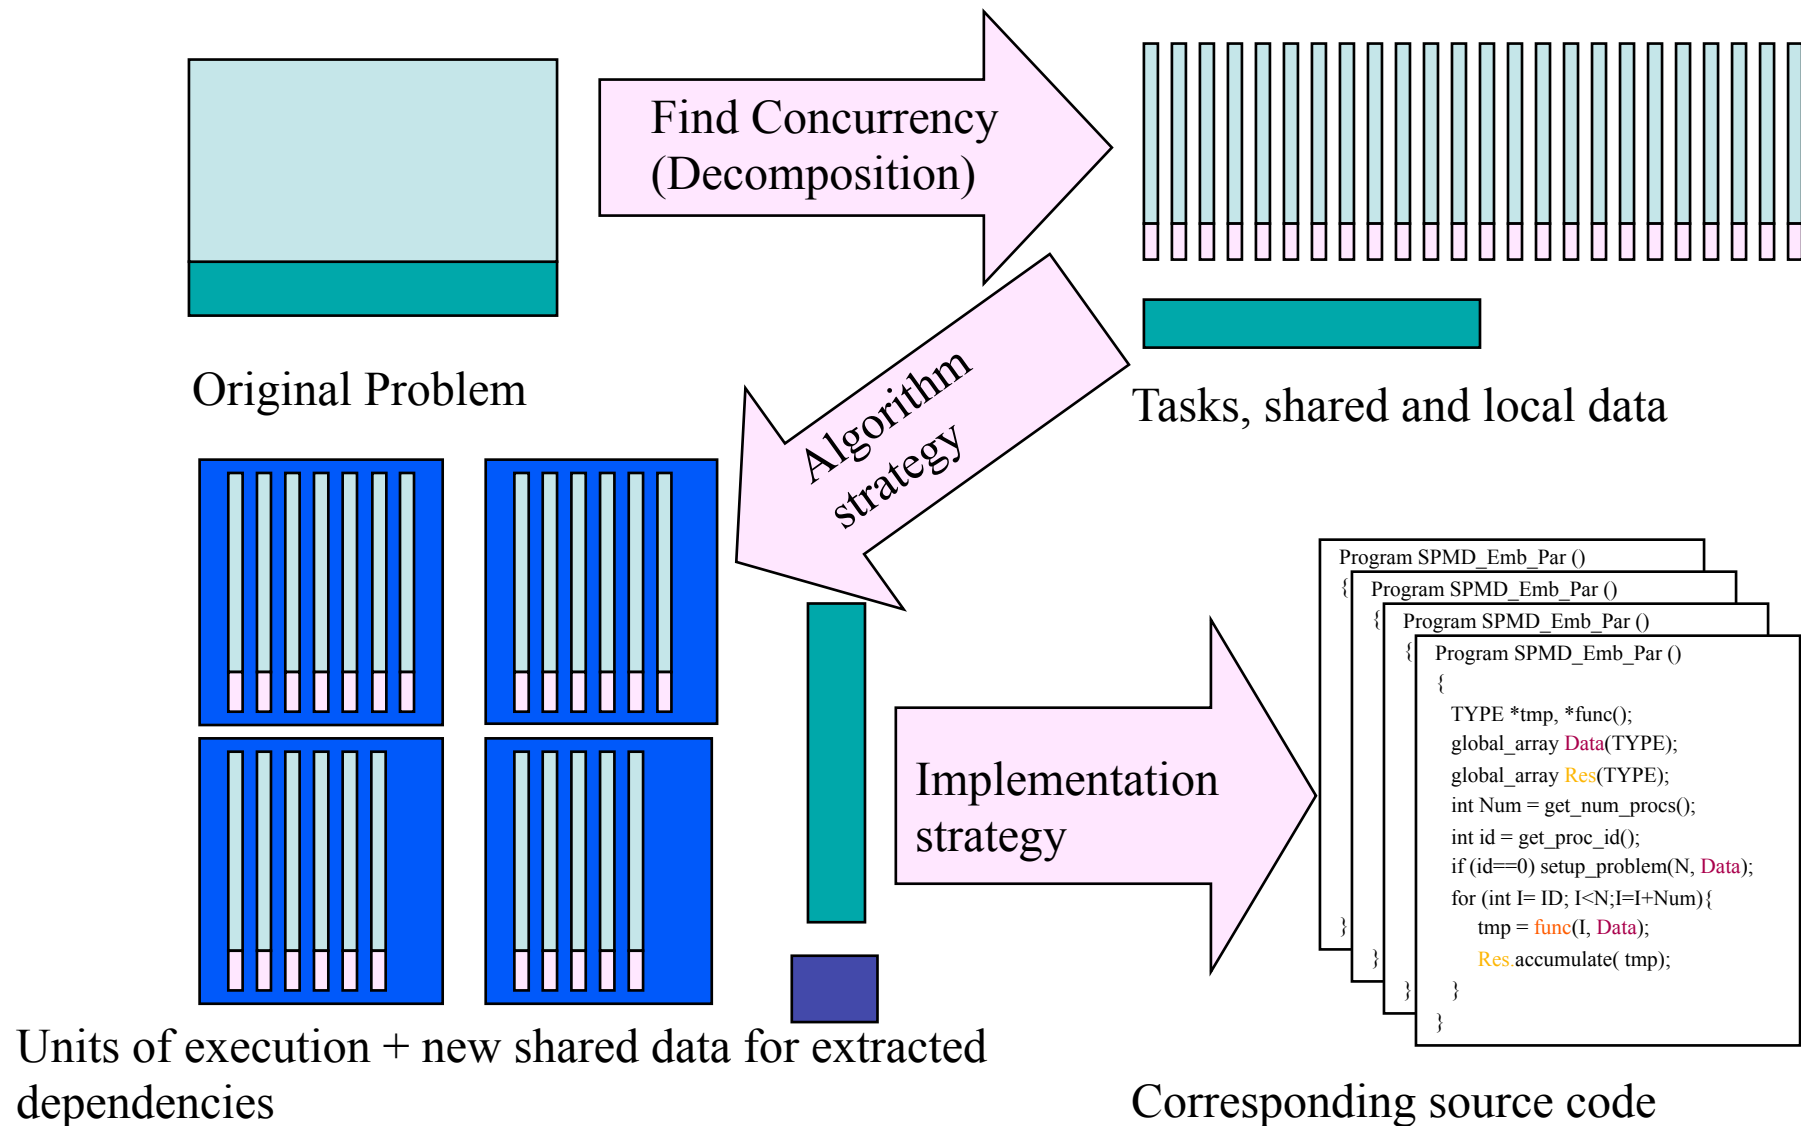 Find Concurrency
(Decomposition)
Original Problem
Tasks, shared and local data
Algorithm
strategy
Implementation
strategy
Units of execution + new shared data for extracted
dependencies
Program SPMD_Emb_Par ()
{
Program SPMD_Emb_Par ()
{
Program SPMD_Emb_Par ()
{
Program SPMD_Emb_Par ()
{
TYPE *tmp, *func();
global_array Data(TYPE);
global_array Res(TYPE);
int Num = get_num_procs();
int id = get_proc_id();
if (id==0) setup_problem(N, Data);
for (int I= ID; I<N;I=I+Num){
tmp = func(I, Data);
Res.accumulate( tmp);
}
}
}
}
}
Corresponding source code